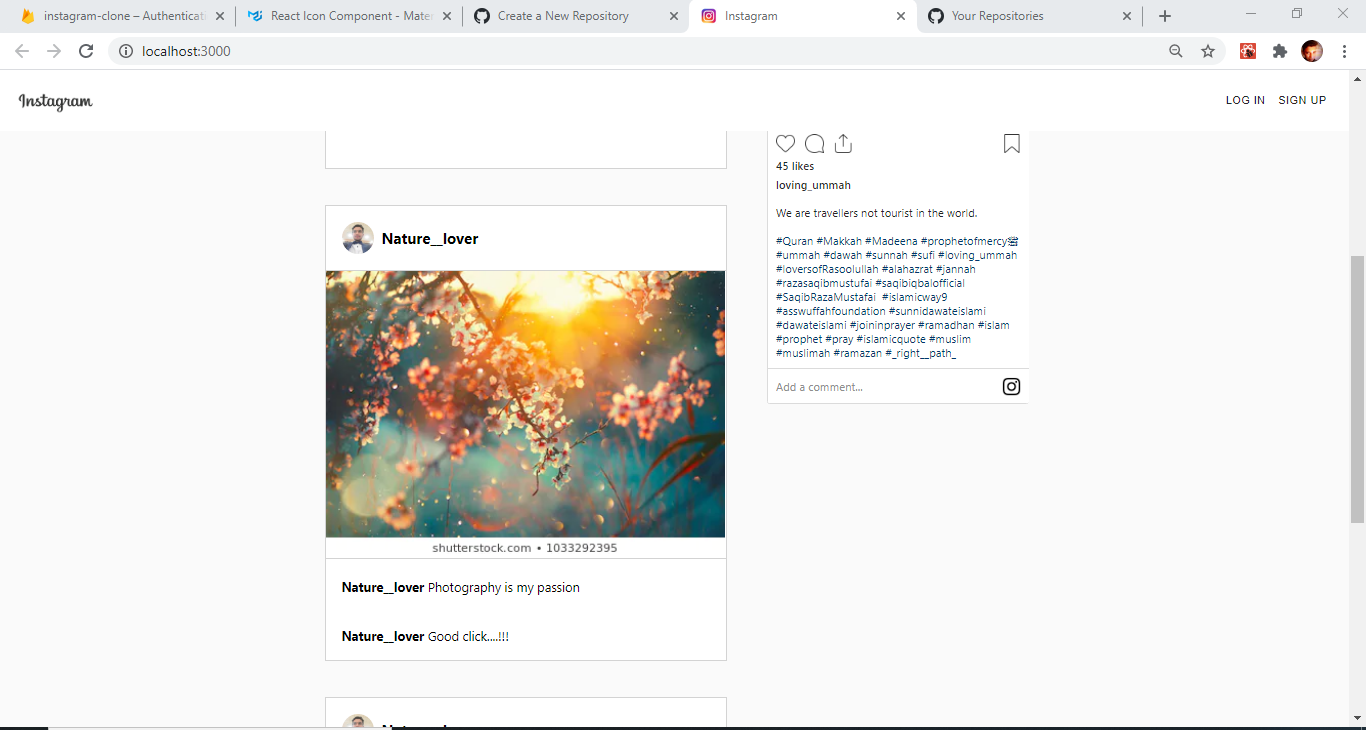 instagram-clone – Authenticati
React Icon Component - Mater
Create a New Repository
Instagram
Your Repositories
localhost:3000
Instagram
LOG IN
SIGN UP
Nature__lover
shutterstock.com • 1033292395
Nature__lover Photography is my passion
Nature__lover Good click....!!!
45 likes
loving_ummah
We are travellers not tourist in the world.
#Quran #Makkah #Madeena #prophetofmercyﷺ
#ummah #dawah #sunnah #sufi #loving_ummah
#loversofRasoolullah #alahazrat #jannah
#razasaqibmustufai #saqibiqbalofficial
#SaqibRazaMustafai #islamicway9
#asswuffahfoundation #sunnidawateislami
#dawateislami #joininprayer #ramadhan #islam
#prophet #pray #islamicquote #muslim
#muslimah #ramazan #_right__path_
Add a comment...